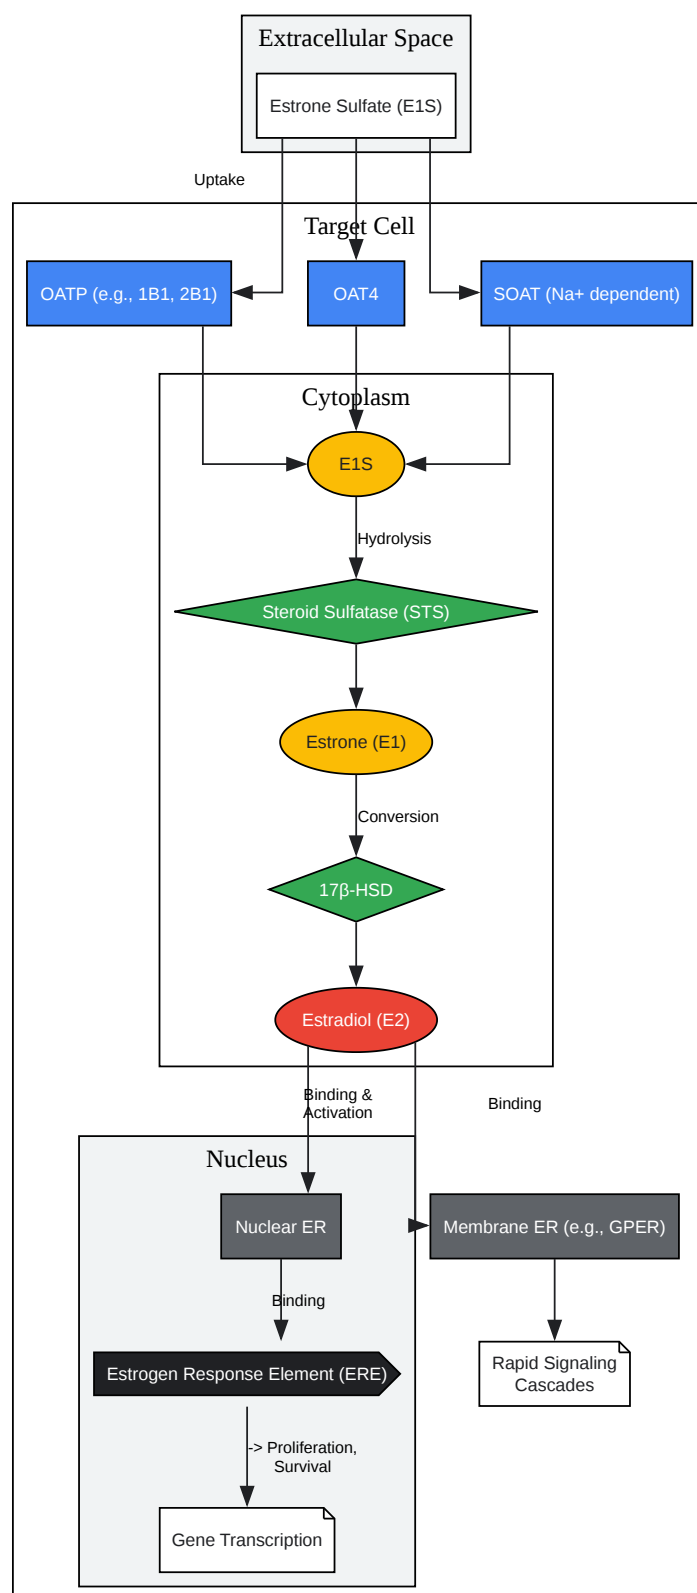 Extracellular Space
Estrone Sulfate (E1S)
Uptake
Target Cell
OATP (e.g., 1B1, 2B1)
OAT4
SOAT (Na+ dependent)
Cytoplasm
E1S
Hydrolysis
Steroid Sulfatase (STS)
Estrone (E1)
Conversion
17β-HSD
Estradiol (E2)
Binding &
Activation
Binding
Nucleus
Nuclear ER
Membrane ER (e.g., GPER)
Binding
Rapid Signaling
Cascades
Estrogen Response Element (ERE)
-> Proliferation,
Survival
Gene Transcription